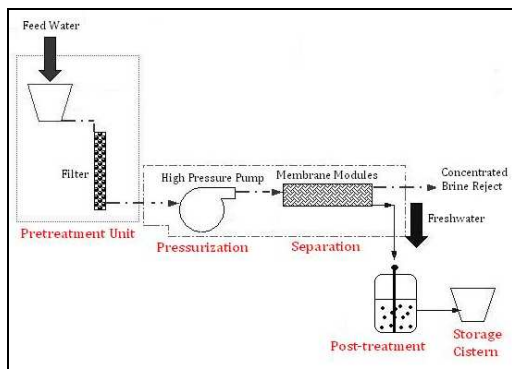 Feed Water
Filter
Pretreatment Unit
High Pressure Pump
Pressurization
Membrane Modules
Separation
Concentrated
Brine Reject
Freshwater
Post-treatment
Storage
Cistern